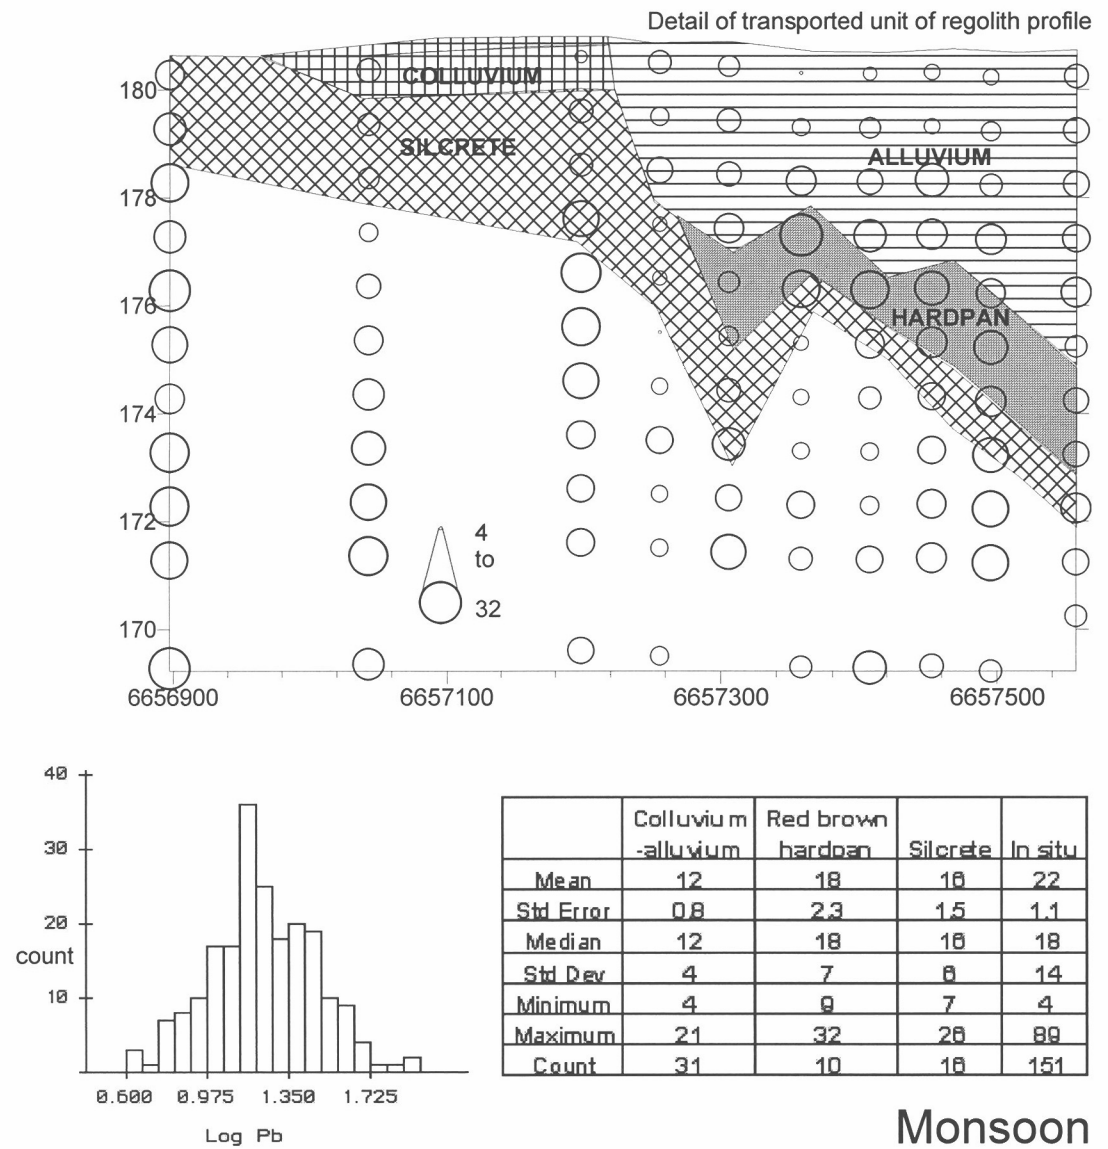 Detail of transported unit of regolith profile
180
178
176
174
172
170
COLLUVIUM
SILCRETE
ALLUVIUM
HARDPAN
4
to
32
6656900 6657100 6657300 6657500
40
30
20
10
count
0.600 0.975 1.350 1.725
Log Pb
Colluvium Red brown
-alluvium hardpan Silcrete In situ
Mean 12 18 16 22
Std Error 0.8 2.3 1.5 1.1
Median 12 18 16 18
Std Dev 4 7 6 14
Minimum 4 9 7 4
Maximum 21 32 26 89
Count 31 10 16 151
Monsoon